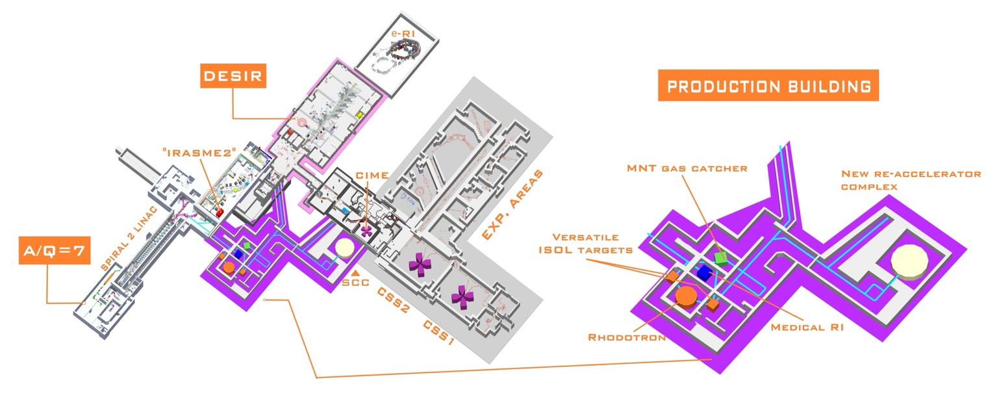 e-RI
DESIR
PRODUCTION BUILDING
"IRASME2"
CIME
MNT GAS CATCHER
NEW RE-ACCELERATOR
COMPLEX
EXP. AREAS
SPIRAL 2 LINAC
A/Q=7
VERSATILE
ISOL TARGETS
SCC
CSS2
CSS1
MEDICAL RI
RHODOTRON